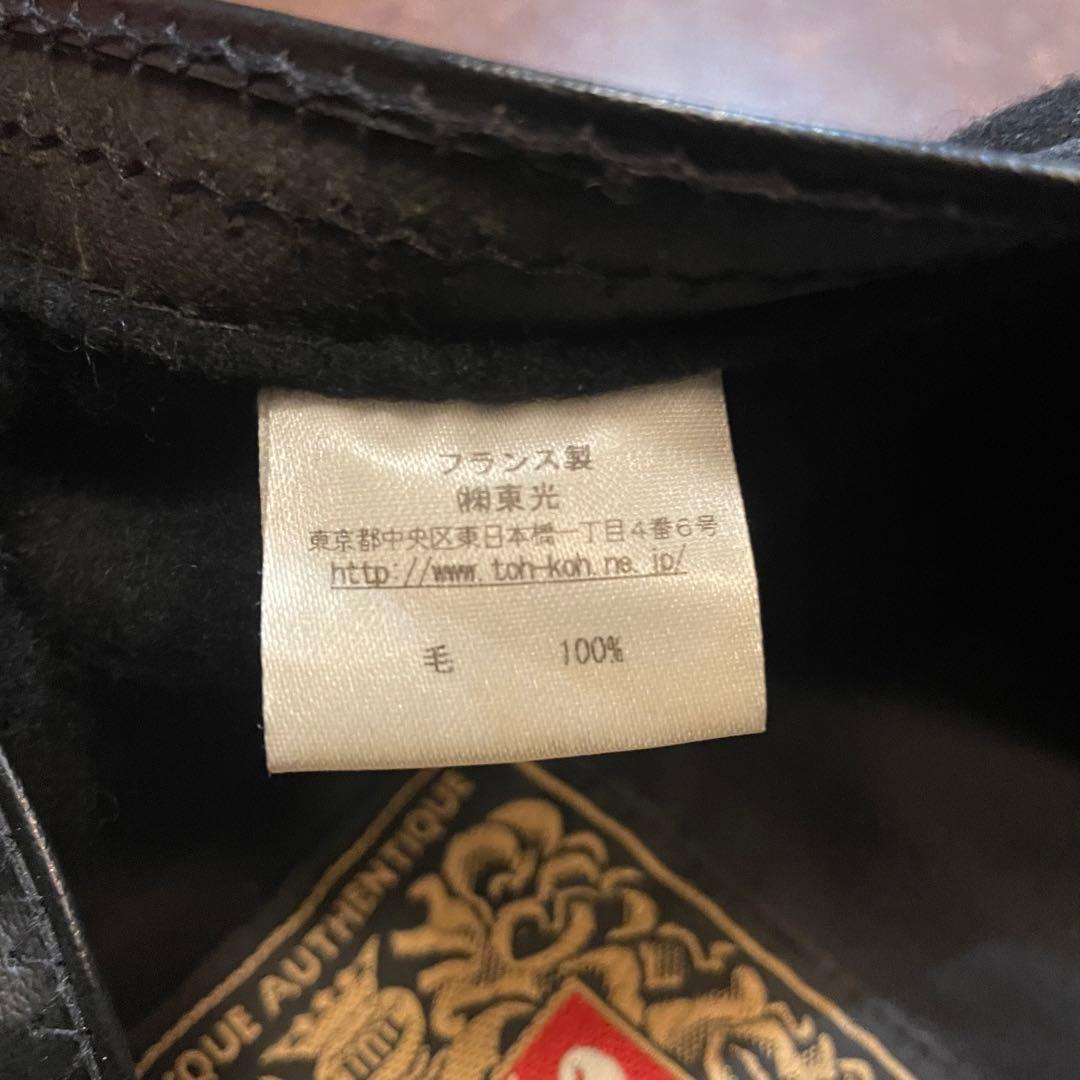 フランス製
㈱東光
東京都中央区東日本橋一丁目4番6号
http://www.toh-koh.ne.jp/
毛 100%
QUE AUTHENTIQUE